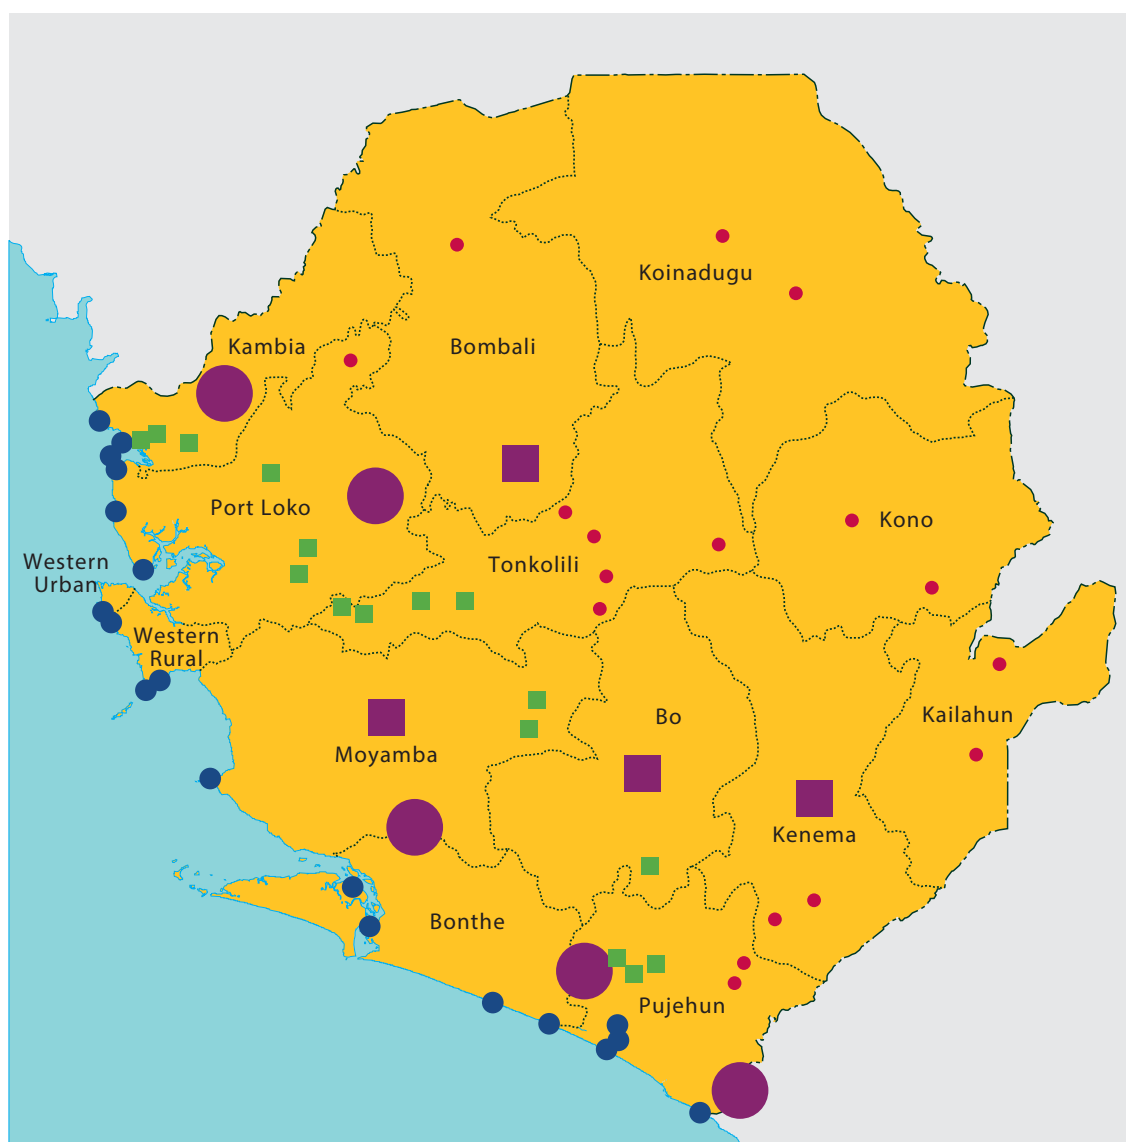 Koinadugu
Kambia
Bombali
Port Loko
Kono
Western
Urban
Tonkolili
Western
Rural
Bo
Kailahun
Moyamba
Kenema
Bonthe
Pujehun